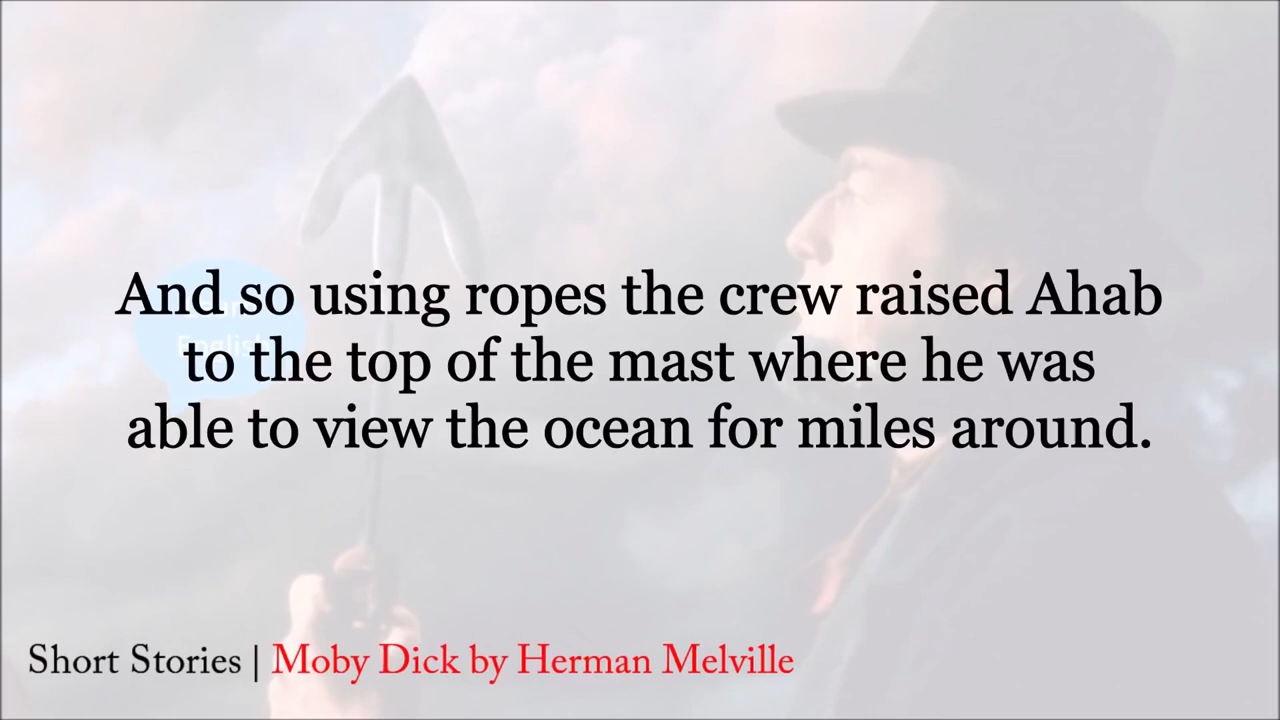 And so using ropes the crew raised Ahab
to the top of the mast where he was
able to view the ocean for miles around.
English
Short Stories | Moby Dick by Herman Melville